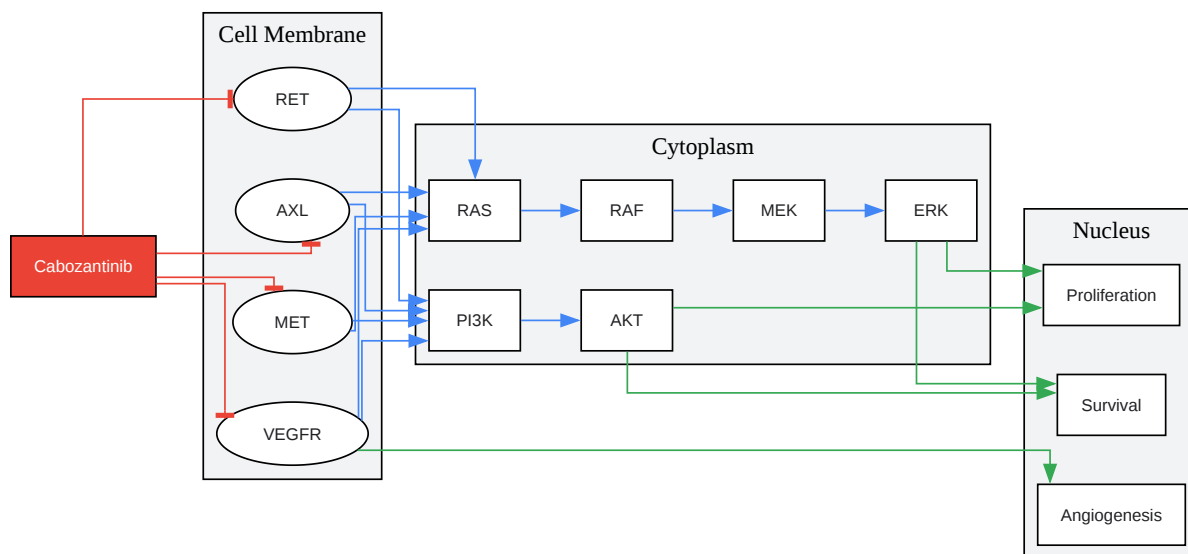 Cell Membrane
RET
Cytoplasm
AXL
RAS
RAF
MEK
ERK
Nucleus
Cabozantinib
Proliferation
MET
PI3K
AKT
Survival
VEGFR
Angiogenesis